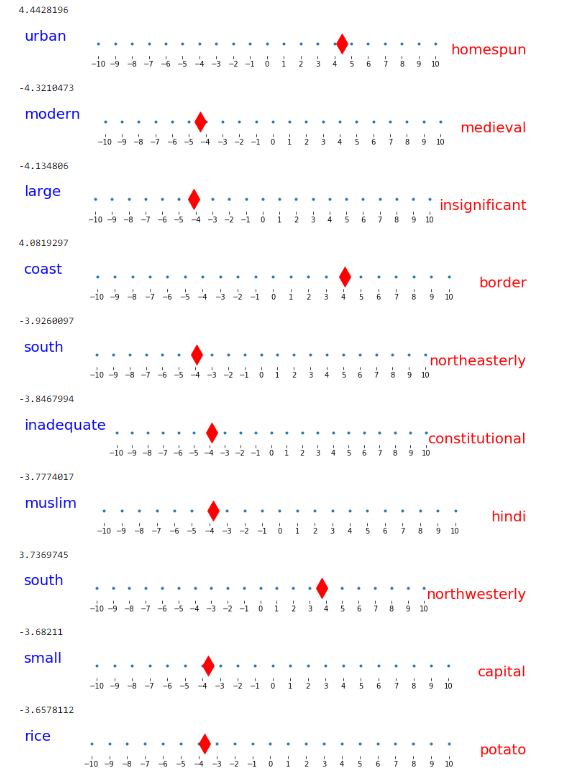 4.4428196
urban
homespun
−10 −9 −8 −7 −6 −5 −4 −3 −2 −1 0 1 2 3 4 5 6 7 8 9 10
-4.3210473
modern
medieval
−10 −9 −8 −7 −6 −5 −4 −3 −2 −1 0 1 2 3 4 5 6 7 8 9 10
-4.134806
large
insignificant
−10 −9 −8 −7 −6 −5 −4 −3 −2 −1 0 1 2 3 4 5 6 7 8 9 10
4.0819297
coast
border
−10 −9 −8 −7 −6 −5 −4 −3 −2 −1 0 1 2 3 4 5 6 7 8 9 10
-3.9260097
south
northeasterly
−10 −9 −8 −7 −6 −5 −4 −3 −2 −1 0 1 2 3 4 5 6 7 8 9 10
-3.8467994
inadequate
constitutional
−10 −9 −8 −7 −6 −5 −4 −3 −2 −1 0 1 2 3 4 5 6 7 8 9 10
-3.7774017
muslim
hindi
−10 −9 −8 −7 −6 −5 −4 −3 −2 −1 0 1 2 3 4 5 6 7 8 9 10
3.7369745
south
northwesterly
−10 −9 −8 −7 −6 −5 −4 −3 −2 −1 0 1 2 3 4 5 6 7 8 9 10
-3.68211
small
capital
−10 −9 −8 −7 −6 −5 −4 −3 −2 −1 0 1 2 3 4 5 6 7 8 9 10
-3.6578112
rice
potato
−10 −9 −8 −7 −6 −5 −4 −3 −2 −1 0 1 2 3 4 5 6 7 8 9 10